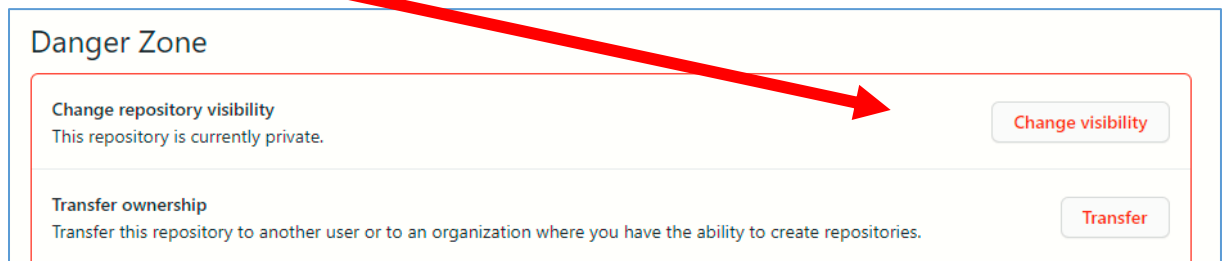 Danger Zone
Change repository visibility
This repository is currently private.
Change visibility
Transfer ownership
Transfer this repository to another user or to an organization where you have the ability to create repositories.
Transfer